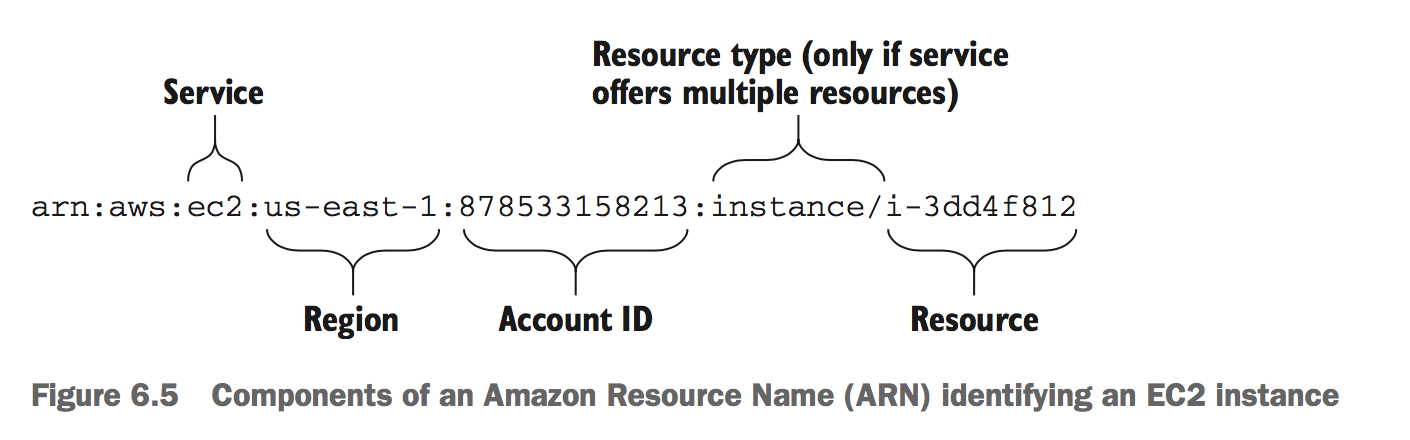 Resource type (only if service
offers multiple resources)
Service
arn:aws:ec2:us-east-1:878533158213:instance/i-3dd4f812
Region
Account ID
Resource
Figure 6.5 Components of an Amazon Resource Name (ARN) identifying an EC2 instance